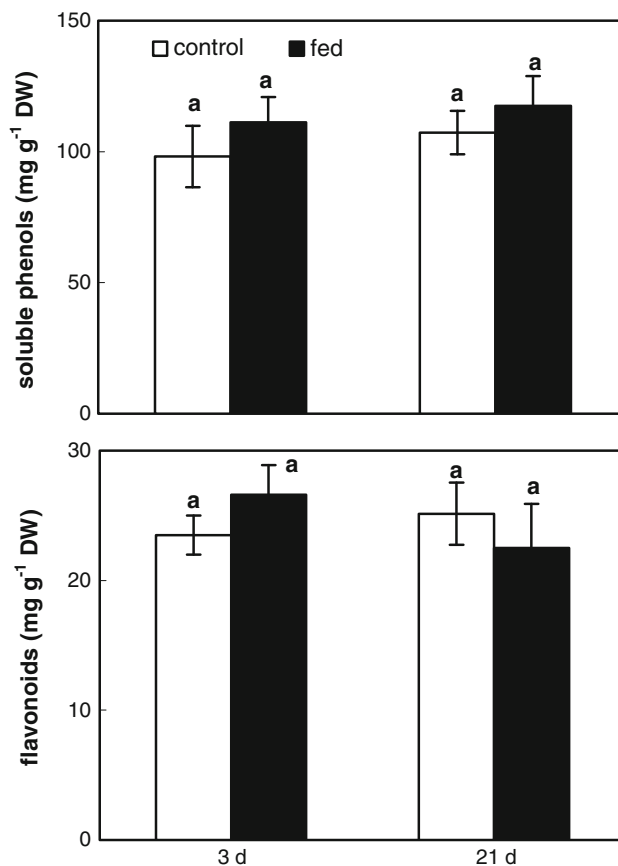 150
control fed
a a a a
100
50
0
soluble phenols (mg g⁻¹ DW)
30
a a a a
20
10
0
flavonoids (mg g⁻¹ DW)
3 d 21 d